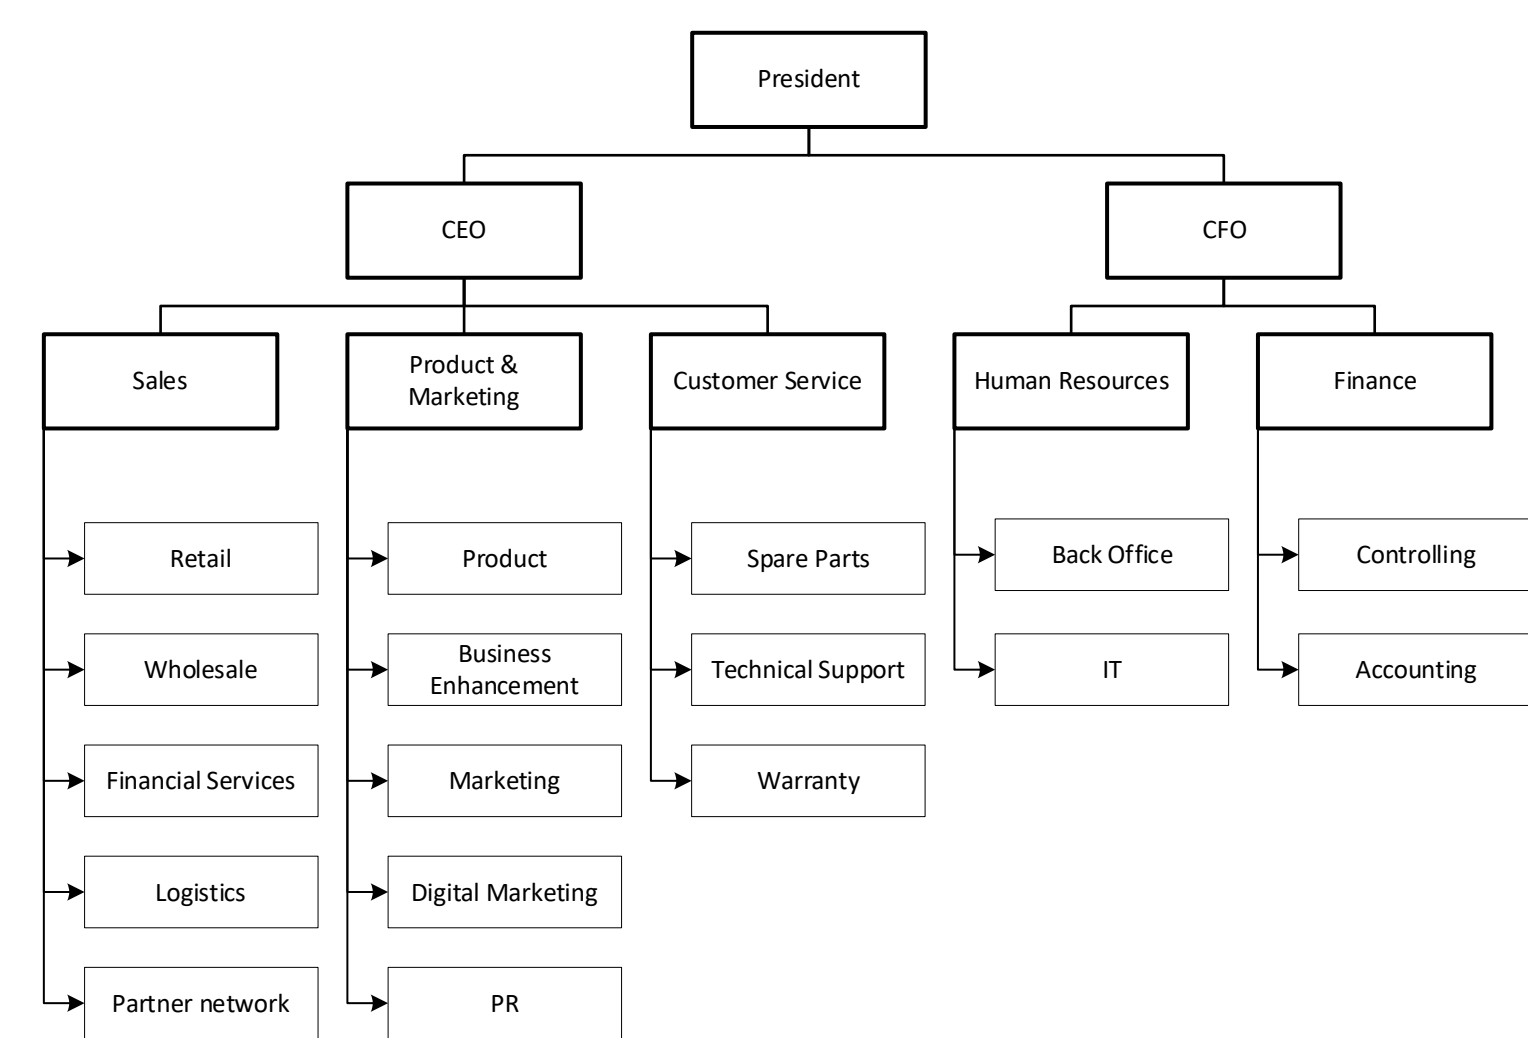 President
CEO
CFO
Sales
Product &
Marketing
Customer Service
Human Resources
Finance
Retail
Product
Spare Parts
Back Office
Controlling
Wholesale
Business
Enhancement
Technical Support
IT
Accounting
Financial Services
Marketing
Warranty
Logistics
Digital Marketing
Partner network
PR